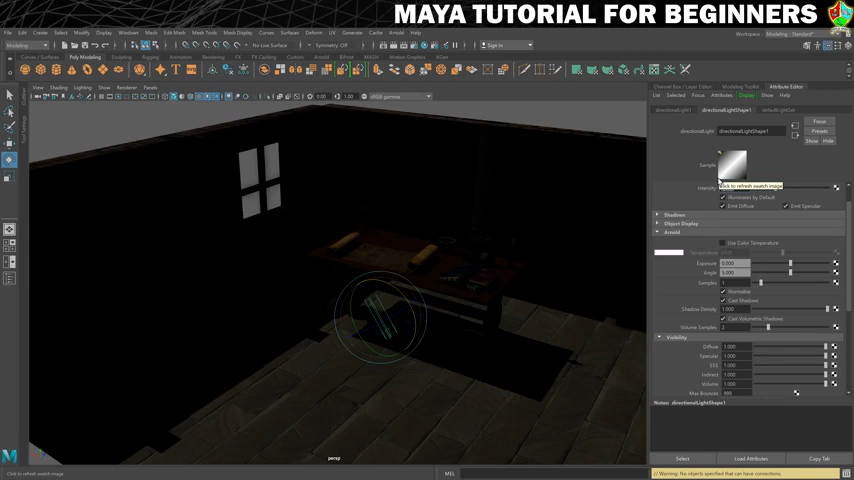 MAYA TUTORIAL FOR BEGINNERS
Workspace: Modeling - Standard*
File Edit Create Select Modify Display Windows Mesh Edit Mesh Mesh Tools Mesh Display Curves Surfaces Deform UV Generate Cache Arnold Help
Modeling
No Live Surface
Symmetry: Off
Sign In
Curves / Surfaces Poly Modeling Sculpting Rigging Animation Rendering FX FX Caching Custom Arnold Bifrost MASH Motion Graphics XGen
View Shading Lighting Show Renderer Panels
0.00 1.00 sRGB gamma
Outliner
Tool Settings
persp
Channel Box / Layer Editor Modeling Toolkit Attribute Editor
List Selected Focus Attributes Display Show Help
directionalLight1 directionalLightShape1 defaultLightSet
directionalLight: directionalLightShape1
Focus
Presets
Show Hide
Sample
Click to refresh swatch image
Intensity
Illuminates by Default
Emit Diffuse Emit Specular
Shadows
Object Display
Arnold
Use Color Temperature
Temperature
Exposure 0.000
Angle 5.000
Samples 1
Normalize
Cast Shadows
Shadow Density 1.000
Cast Volumetric Shadows
Volume Samples 2
Visibility
Diffuse 1.000
Specular 1.000
SSS 1.000
Indirect 1.000
Volume 1.000
Max Bounces 999
Notes: directionalLightShape1
Select Load Attributes Copy Tab
Click to refresh swatch image
MEL
// Warning: No objects specified that can have connections.